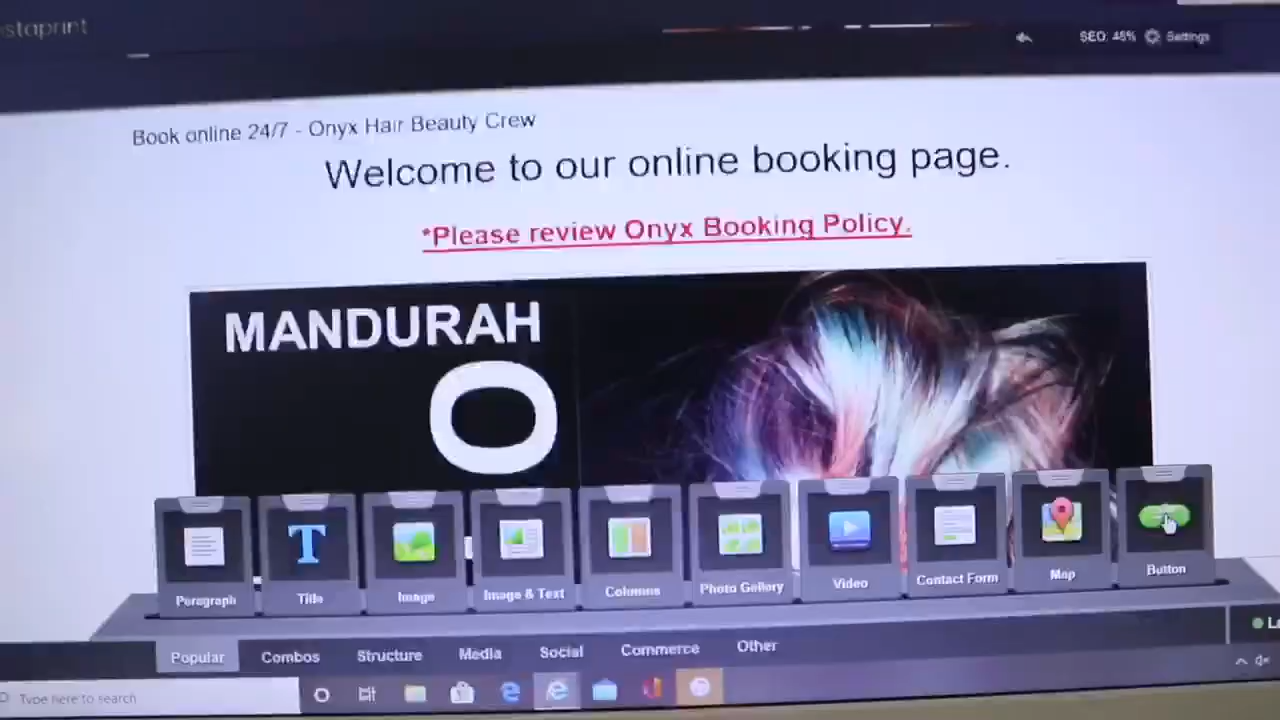 staprint
SEO: 45% Settings
Book online 24/7 - Onyx Hair Beauty Crew
Welcome to our online booking page.
*Please review Onyx Booking Policy.
MANDURAH
O
Paragraph Title Image Image & Text Columns Photo Gallery Video Contact Form Map Button
Popular Combos Structure Media Social Commerce Other
Type here to search